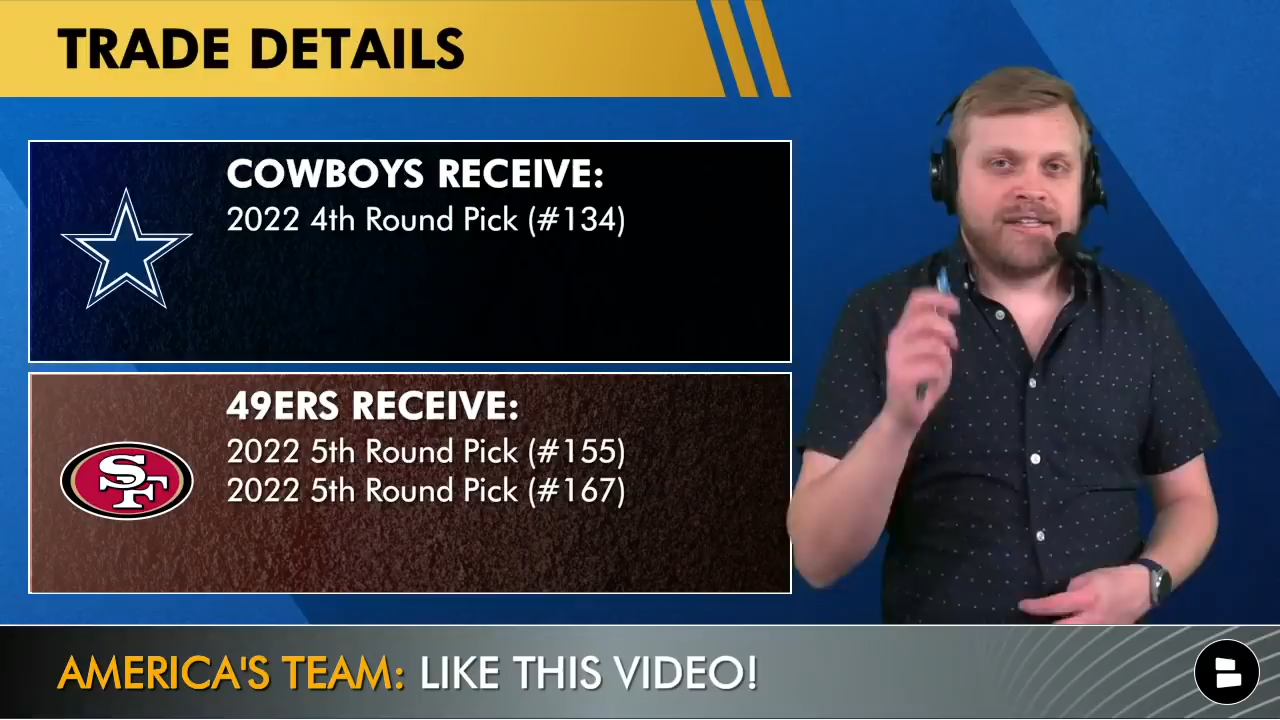 TRADE DETAILS
COWBOYS RECEIVE:
2022 4th Round Pick (#134)
49ERS RECEIVE:
SF
2022 5th Round Pick (#155)
2022 5th Round Pick (#167)
AMERICA'S TEAM: LIKE THIS VIDEO!